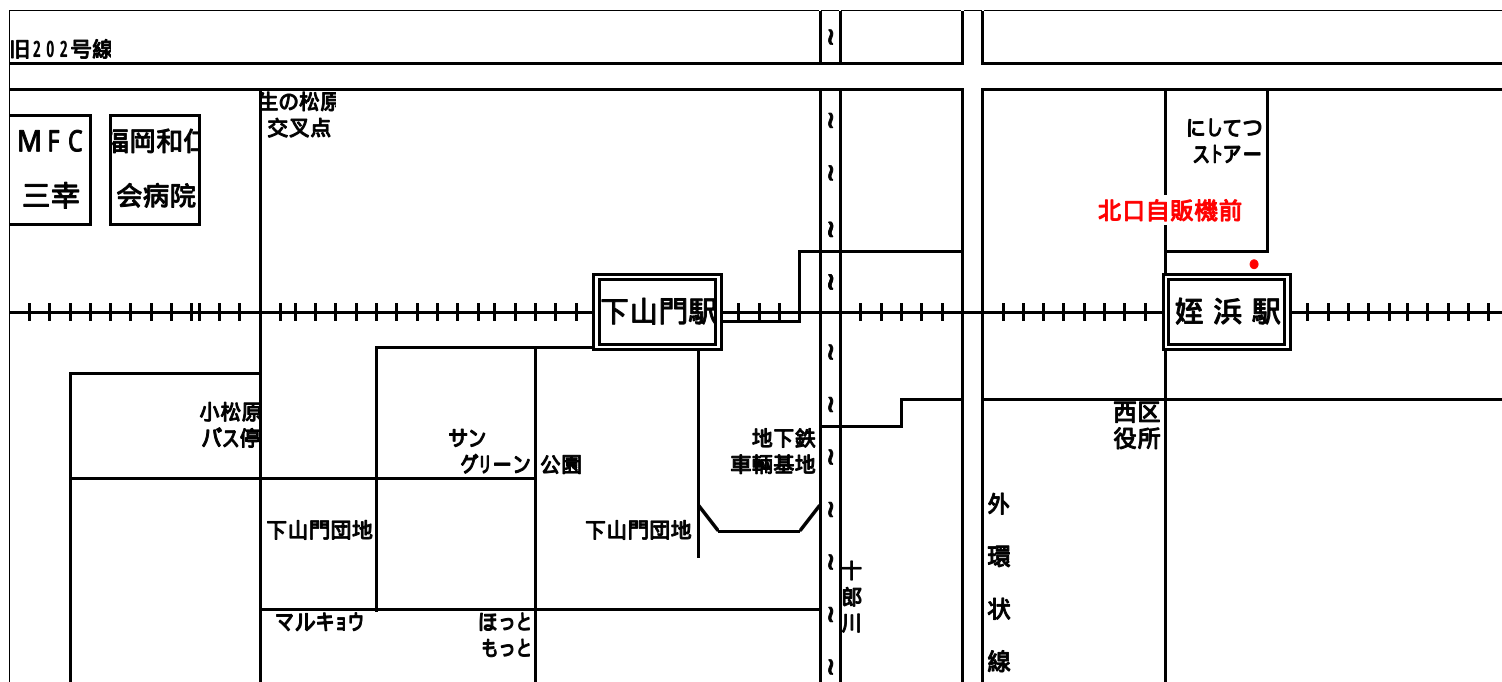 旧202号線
生の松原
交叉点
MFC
三幸
福岡和仁
会病院
にしてつ
ストアー
北口自販機前
下山門駅
姪浜駅
小松原
バス停
サン
グリーン
公園
地下鉄
車輛基地
西区
役所
下山門団地
下山門団地
外環状線
十郎川
マルキョウ
ほっと
もっと